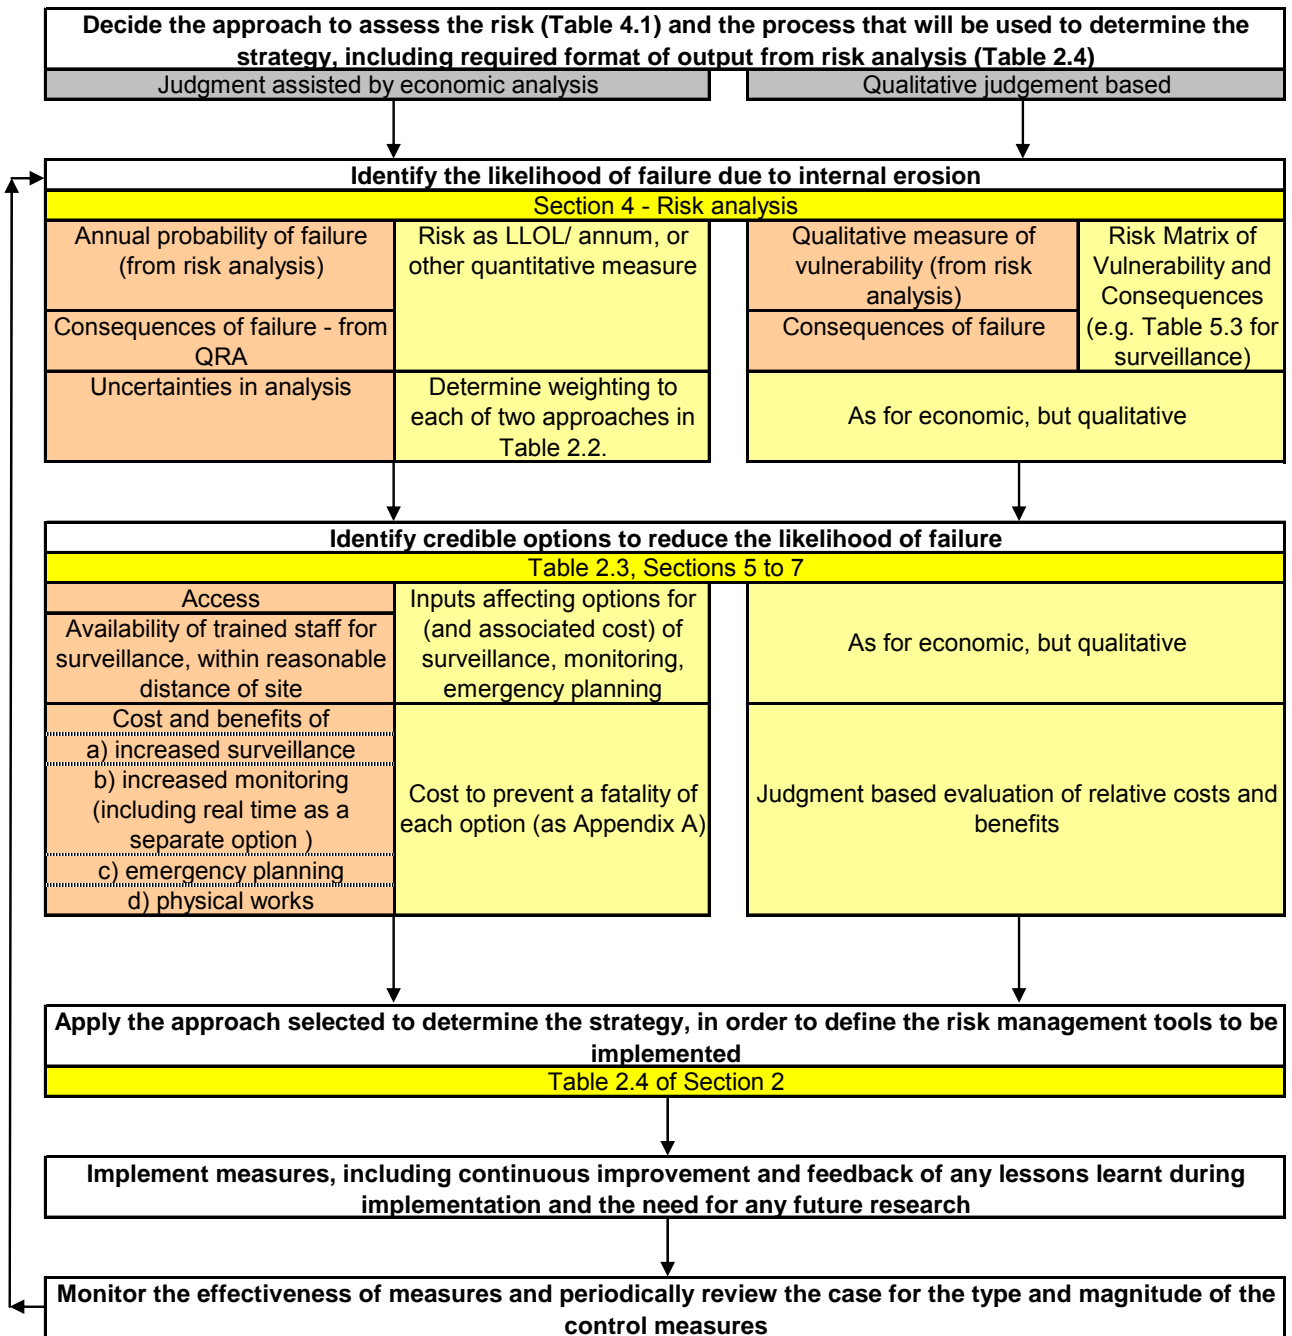 Decide the approach to assess the risk (Table 4.1) and the process that will be used to determine the
strategy, including required format of output from risk analysis (Table 2.4)
Judgment assisted by economic analysis
Qualitative judgement based
Identify the likelihood of failure due to internal erosion
Section 4 - Risk analysis
Annual probability of failure
(from risk analysis)
Risk as LLOL/ annum, or
other quantitative measure
Qualitative measure of
vulnerability (from risk
analysis)
Risk Matrix of
Vulnerability and
Consequences
(e.g. Table 5.3 for
surveillance)
Consequences of failure - from
QRA
Consequences of failure
Uncertainties in analysis
Determine weighting to
each of two approaches in
Table 2.2.
As for economic, but qualitative
Identify credible options to reduce the likelihood of failure
Table 2.3, Sections 5 to 7
Access
Availability of trained staff for
surveillance, within reasonable
distance of site
Inputs affecting options for
(and associated cost) of
surveillance, monitoring,
emergency planning
As for economic, but qualitative
Cost and benefits of
a) increased surveillance
b) increased monitoring
(including real time as a
separate option )
c) emergency planning
d) physical works
Cost to prevent a fatality of
each option (as Appendix A)
Judgment based evaluation of relative costs and
benefits
Apply the approach selected to determine the strategy, in order to define the risk management tools to be
implemented
Table 2.4 of Section 2
Implement measures, including continuous improvement and feedback of any lessons learnt during
implementation and the need for any future research
Monitor the effectiveness of measures and periodically review the case for the type and magnitude of the
control measures